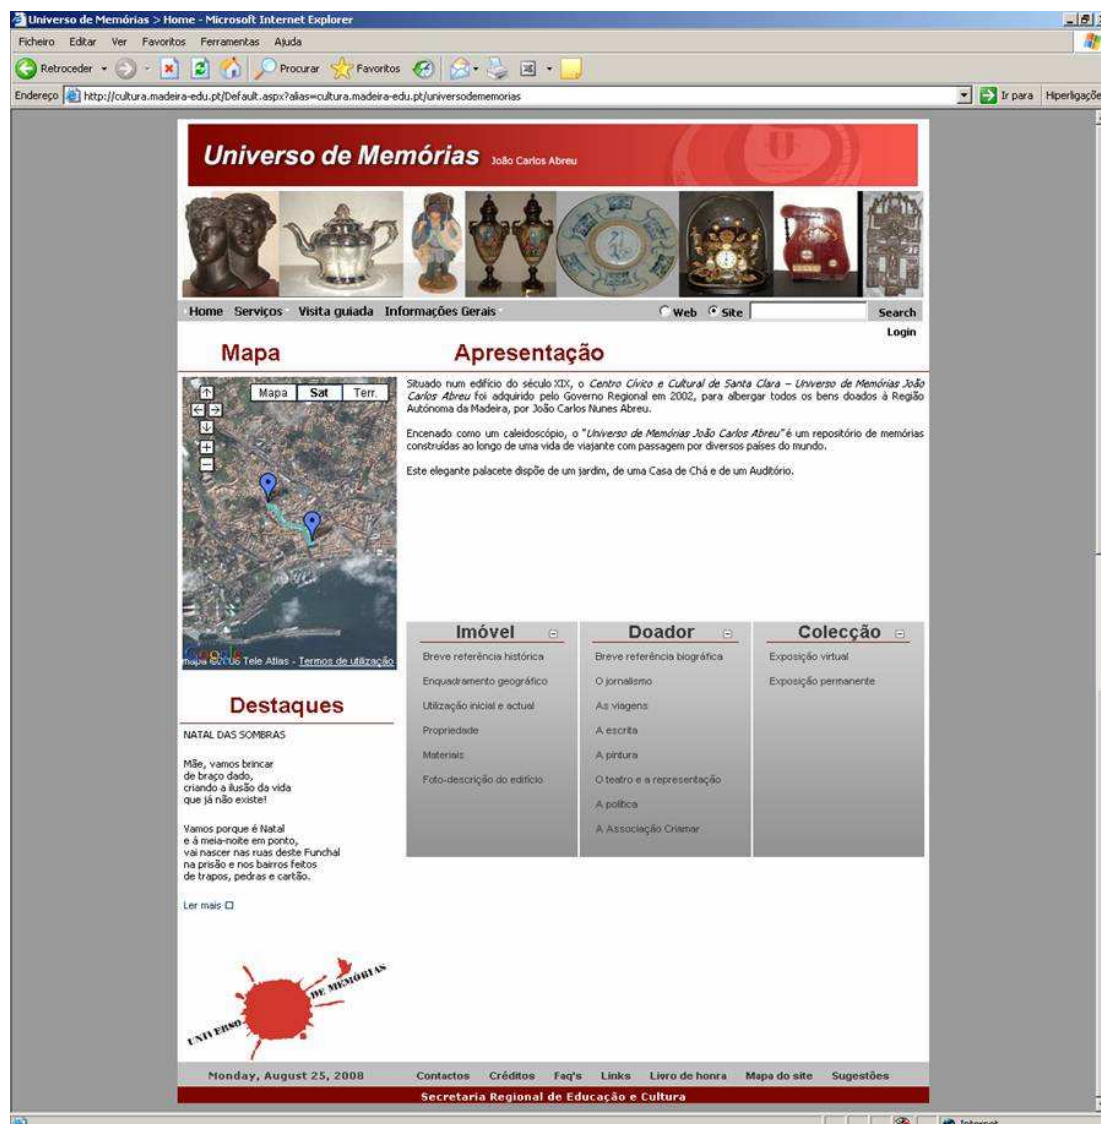 Universo de Memórias > Home - Microsoft Internet Explorer
Ficheiro Editar Ver Favoritos Ferramentas Ajuda
Retroceder Procurar Favoritos
Endereço http://cultura.madeira-edu.pt/Default.aspx?alias=cultura.madeira-edu.pt/universodememorias Ir para Hiperligaçõe
Universo de Memórias João Carlos Abreu
Home Serviços Visita guiada Informações Gerais Web Site Search
Login
Mapa
Mapa Sat Terr.
mapa ©2008 Tele Atlas - Termos de utilização
Apresentação
Situado num edifício do século XIX, o Centro Cívico e Cultural de Santa Clara – Universo de Memórias João
Carlos Abreu foi adquirido pelo Governo Regional em 2002, para albergar todos os bens doados à Região
Autónoma da Madeira, por João Carlos Nunes Abreu.
Encenado como um caleidoscópio, o "Universo de Memórias João Carlos Abreu" é um repositório de memórias
construídas ao longo de uma vida de viajante com passagem por diversos países do mundo.
Este elegante palacete dispõe de um jardim, de uma Casa de Chá e de um Auditório.
Imóvel
Breve referência histórica
Enquadramento geográfico
Utilização inicial e actual
Propriedade
Materiais
Foto-descrição do edifício
Doador
Breve referência biográfica
O jornalismo
As viagens
A escrita
A pintura
O teatro e a representação
A política
A Associação Criamar
Colecção
Exposição virtual
Exposição permanente
Destaques
NATAL DAS SOMBRAS
Mãe, vamos brincar
de braço dado,
criando a ilusão da vida
que já não existe!
Vamos porque é Natal
e á meia-noite em ponto,
vai nascer nas ruas deste Funchal
na prisão e nos bairros feitos
de trapos, pedras e cartão.
Ler mais
UNIVERSO DE MEMÓRIAS
Monday, August 25, 2008 Contactos Créditos Faq's Links Livro de honra Mapa do site Sugestões
Secretaria Regional de Educação e Cultura
Internet